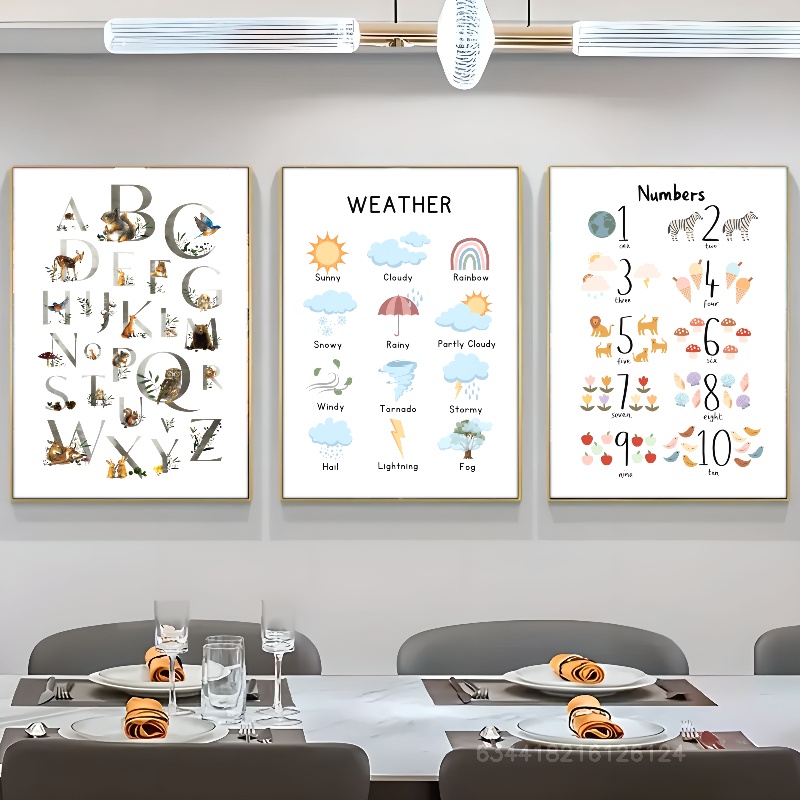 A B C
D E F G
H I J K L M
N O P Q R
S T U
W X Y V Z
WEATHER
Sunny Cloudy Rainbow
Snowy Rainy Partly Cloudy
Windy Tornado Stormy
Hail Lightning Fog
Numbers
1 2
one two
3 4
three four
5 6
five six
7 8
seven eight
9 10
nine ten
634418216126124